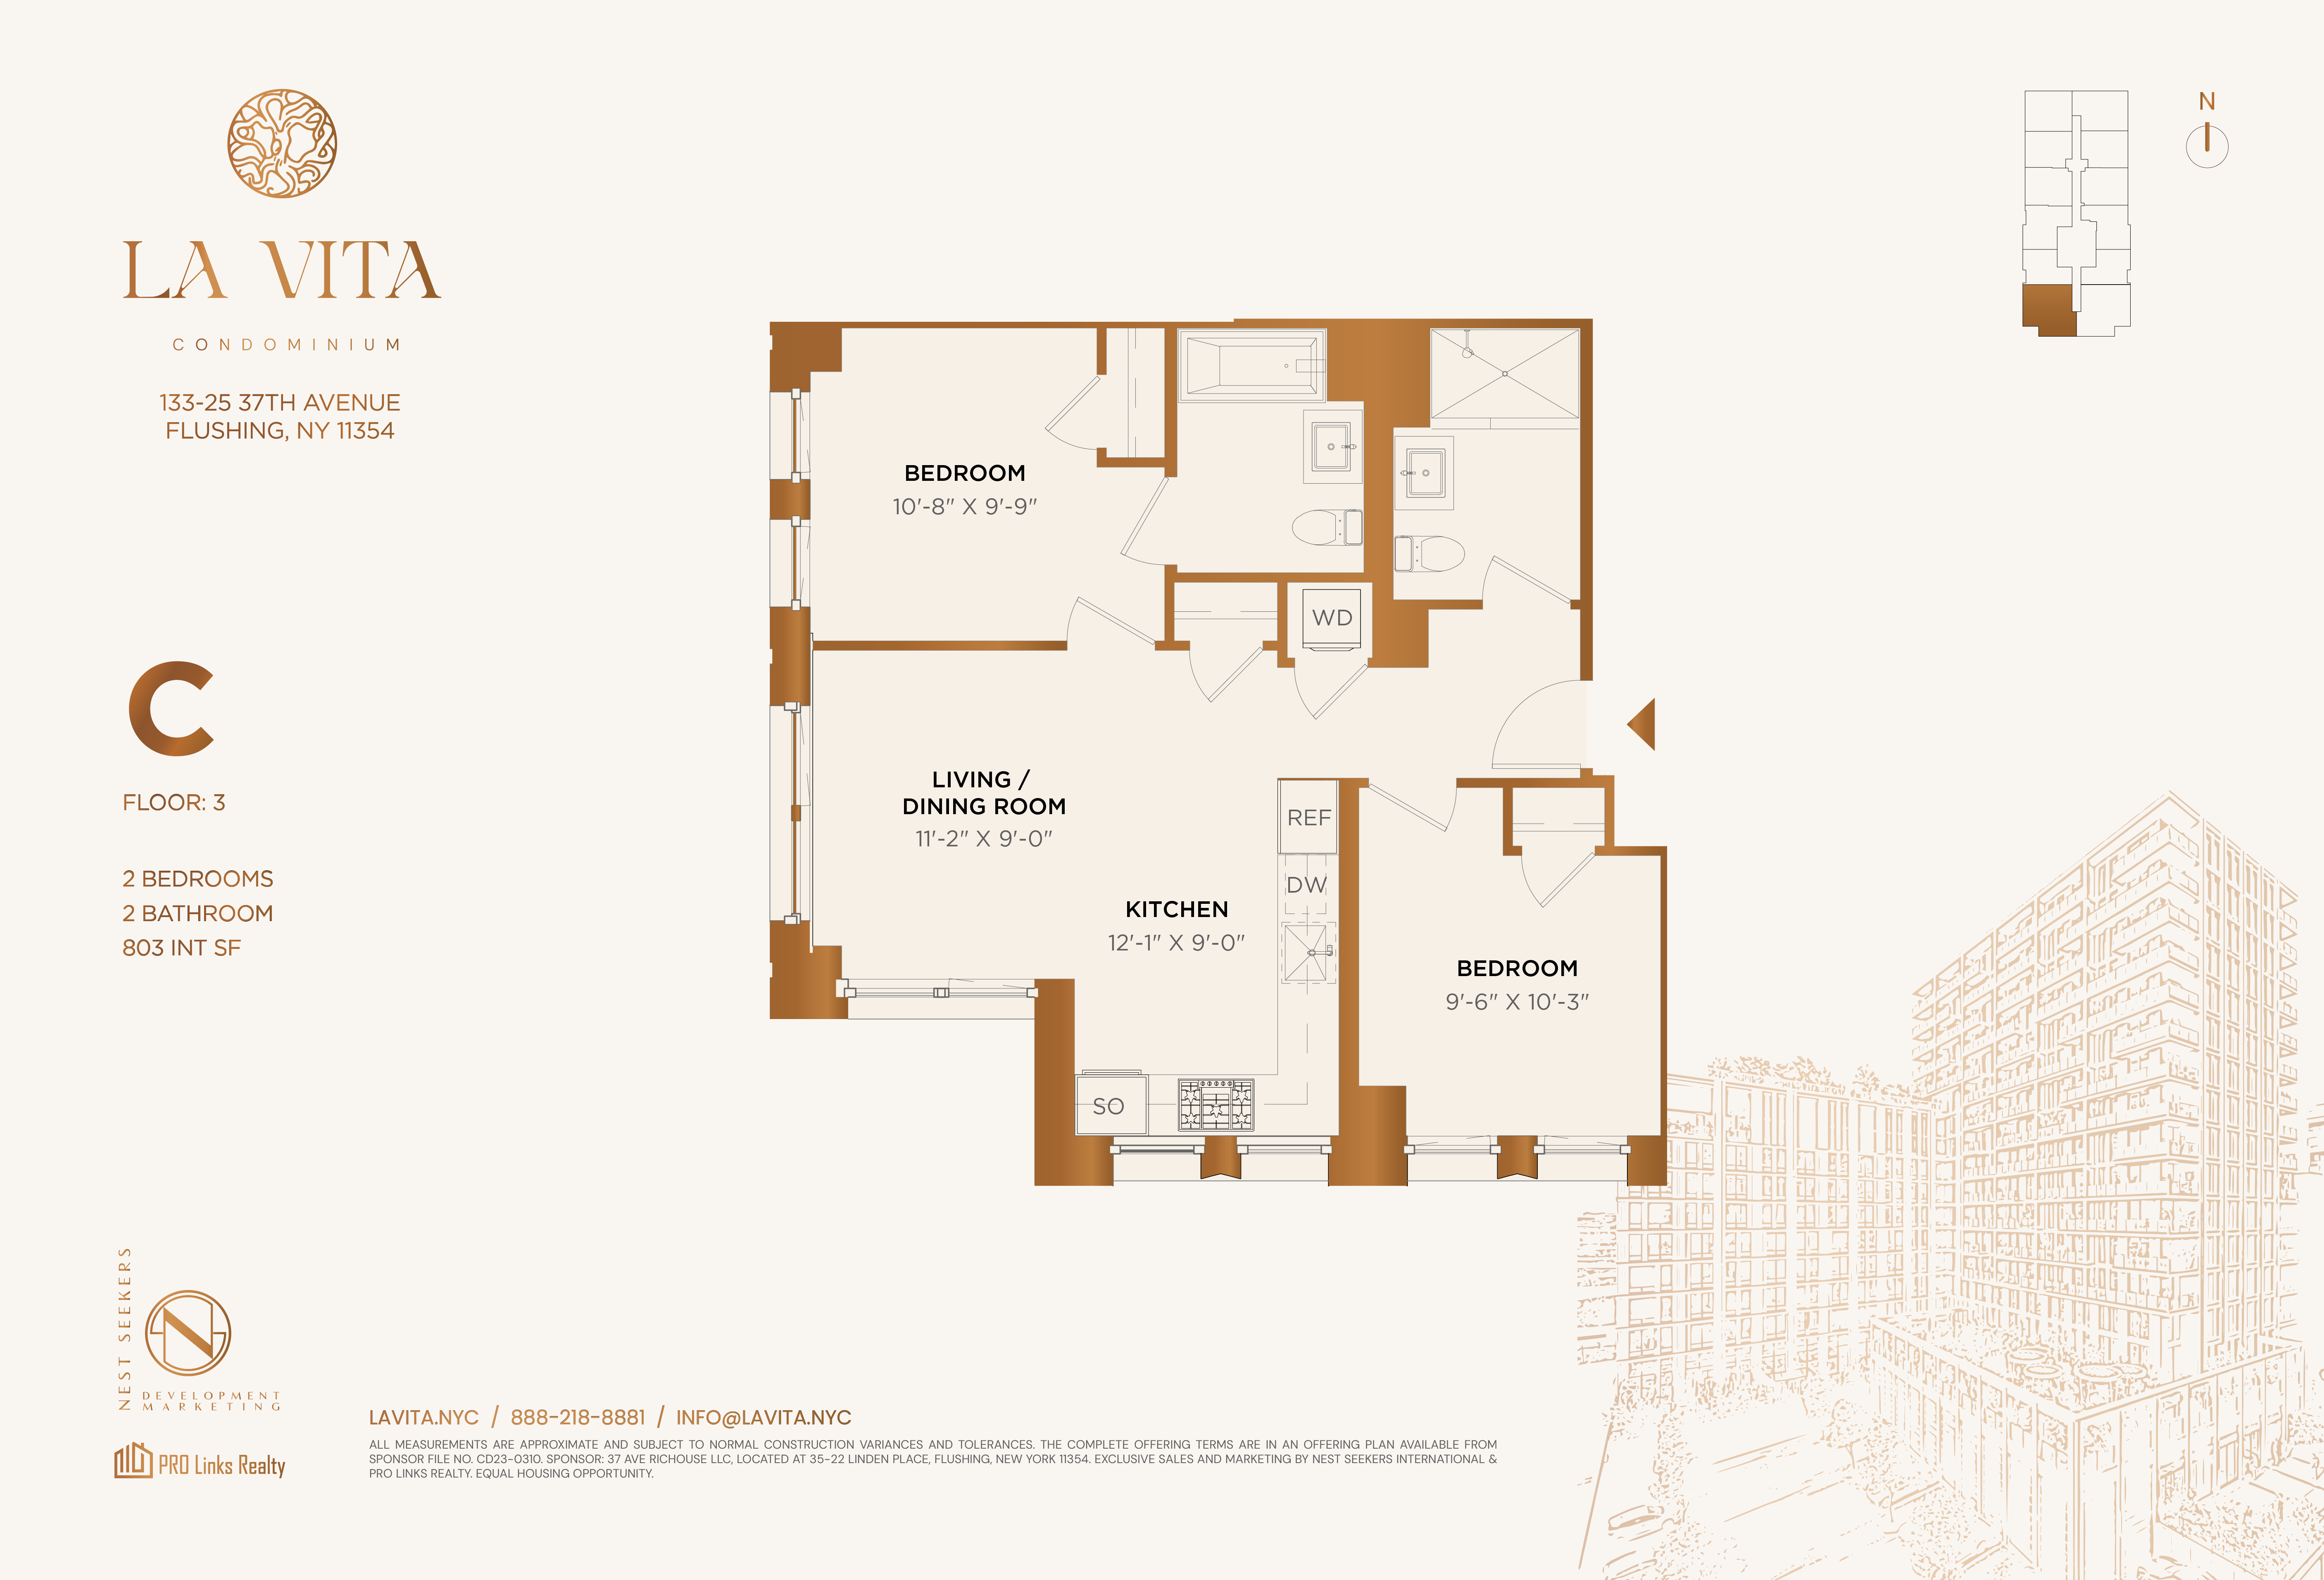 LA VITA
CONDOMINIUM
133-25 37TH AVENUE
FLUSHING, NY 11354
N
C
FLOOR: 3
2 BEDROOMS
2 BATHROOM
803 INT SF
BEDROOM
10'-8" X 9'-9"
WD
LIVING /
DINING ROOM
11'-2" X 9'-0"
REF
DW
KITCHEN
12'-1" X 9'-0"
BEDROOM
9'-6" X 10'-3"
SO
NEST SEEKERS
N
DEVELOPMENT
MARKETING
PRO Links Realty
LAVITA.NYC / 888-218-8881 / INFO@LAVITA.NYC
ALL MEASUREMENTS ARE APPROXIMATE AND SUBJECT TO NORMAL CONSTRUCTION VARIANCES AND TOLERANCES. THE COMPLETE OFFERING TERMS ARE IN AN OFFERING PLAN AVAILABLE FROM
SPONSOR FILE NO. CD23-0310. SPONSOR: 37 AVE RICHOUSE LLC, LOCATED AT 35-22 LINDEN PLACE, FLUSHING, NEW YORK 11354. EXCLUSIVE SALES AND MARKETING BY NEST SEEKERS INTERNATIONAL &
PRO LINKS REALTY. EQUAL HOUSING OPPORTUNITY.